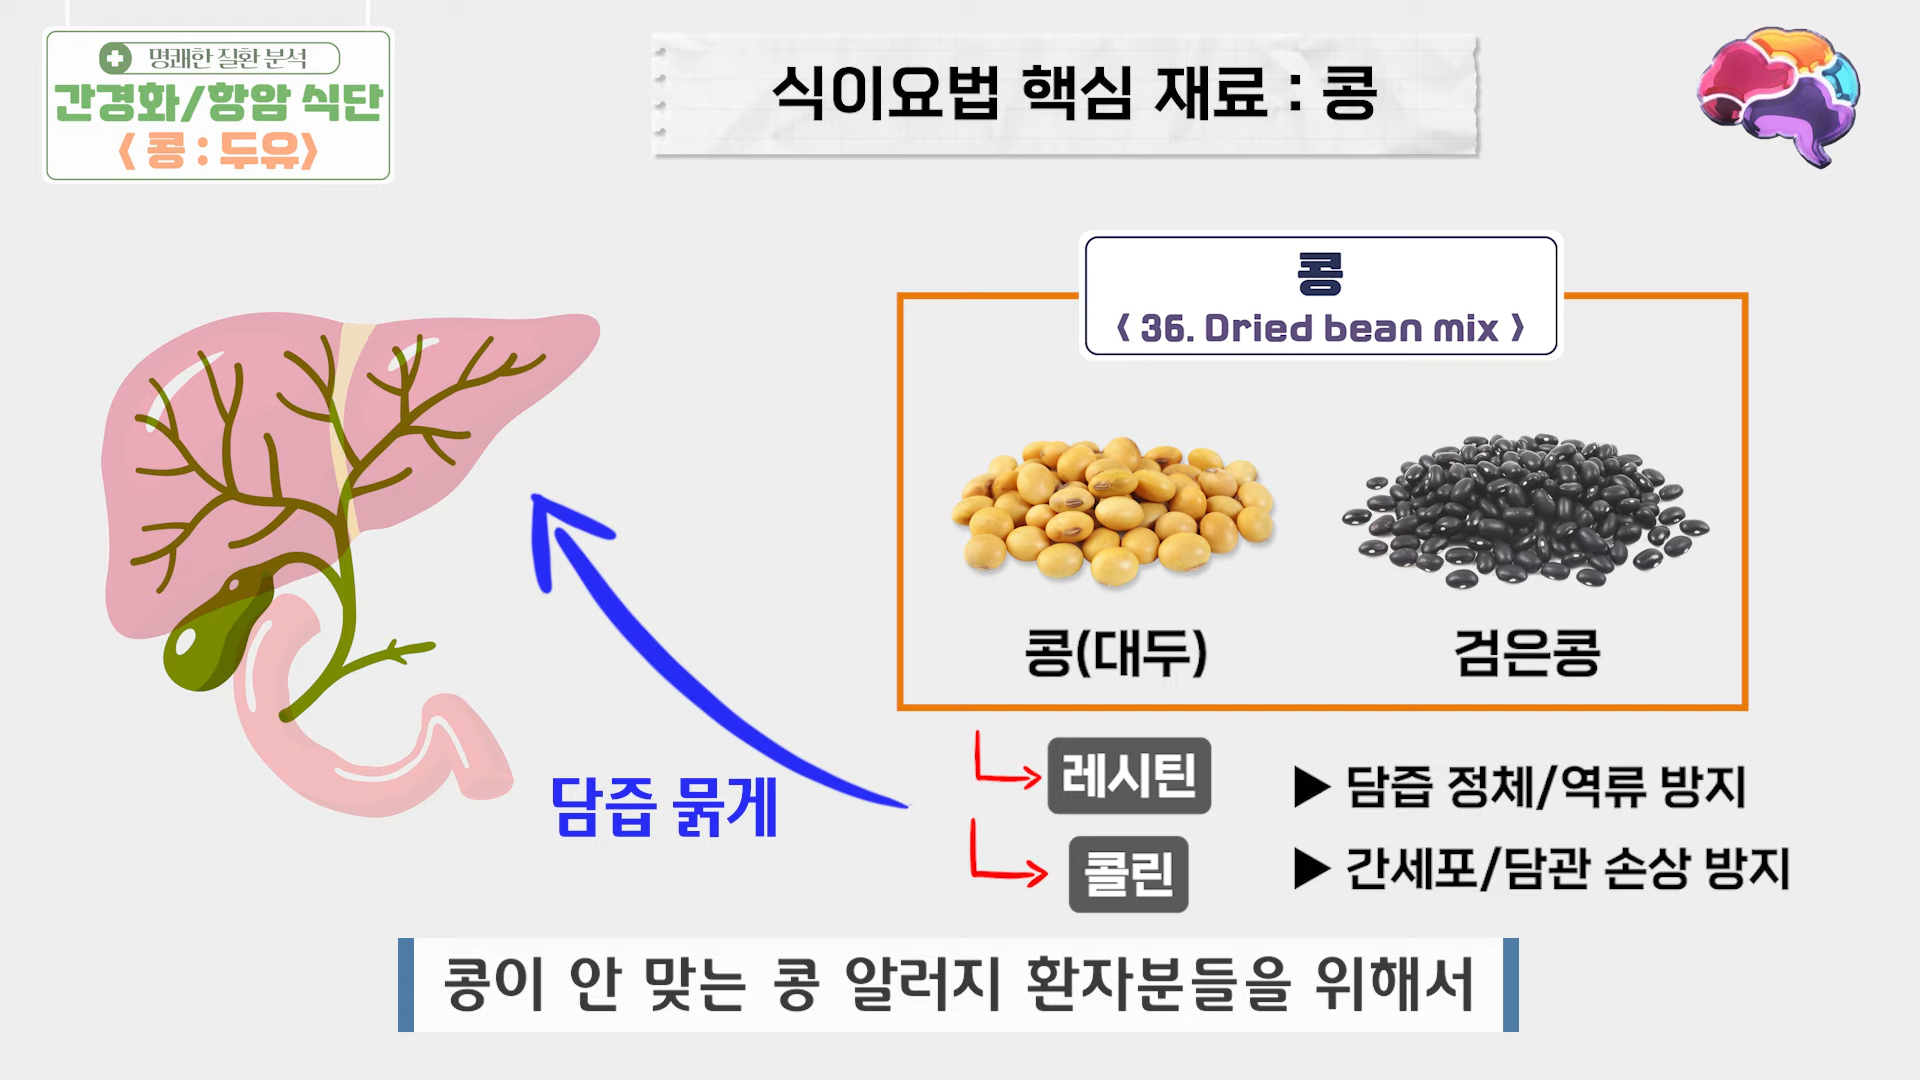 명쾌한 질환 분석
간경화/항암 식단
< 콩 : 두유>
식이요법 핵심 재료 : 콩
콩
< 36. Dried bean mix >
콩(대두)
검은콩
담즙 묽게
레시틴
▶ 담즙 정체/역류 방지
콜린
▶ 간세포/담관 손상 방지
콩이 안 맞는 콩 알러지 환자분들을 위해서